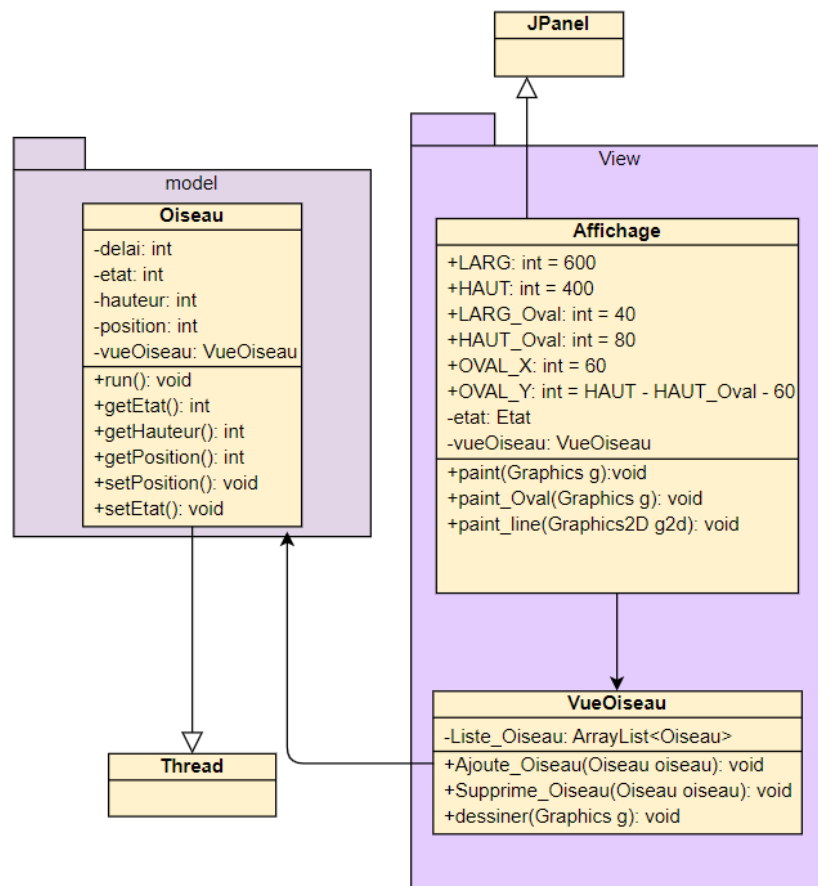 JPanel
model
Oiseau
-delai: int
-etat: int
-hauteur: int
-position: int
-vueOiseau: VueOiseau
+run(): void
+getEtat(): int
+getHauteur(): int
+getPosition(): int
+setPosition(): void
+setEtat(): void
Thread
View
Affichage
+LARG: int = 600
+HAUT: int = 400
+LARG_Oval: int = 40
+HAUT_Oval: int = 80
+OVAL_X: int = 60
+OVAL_Y: int = HAUT - HAUT_Oval - 60
-etat: Etat
-vueOiseau: VueOiseau
+paint(Graphics g):void
+paint_Oval(Graphics g): void
+paint_line(Graphics2D g2d): void
VueOiseau
-Liste_Oiseau: ArrayList<Oiseau>
+Ajoute_Oiseau(Oiseau oiseau): void
+Supprime_Oiseau(Oiseau oiseau): void
+dessiner(Graphics g): void